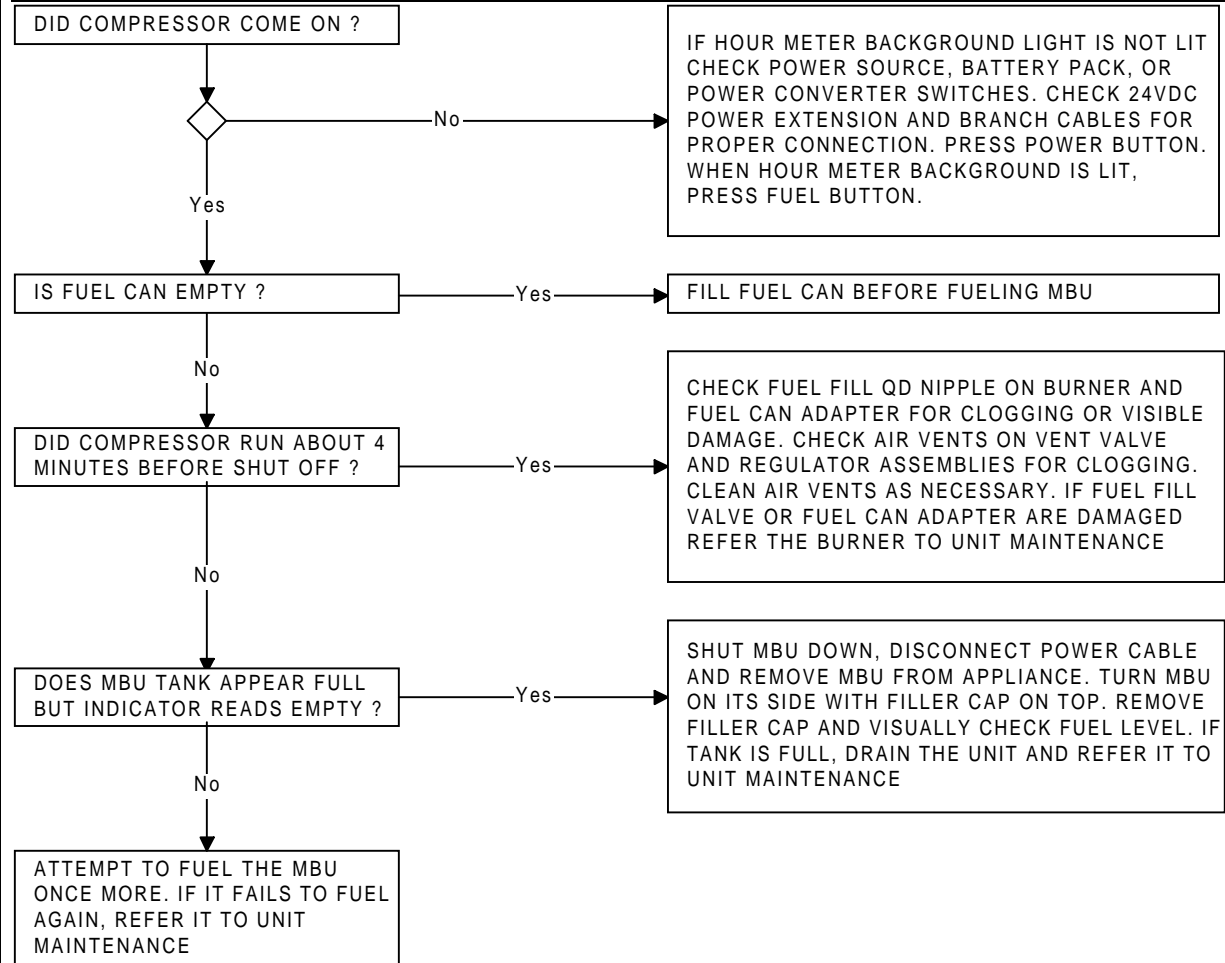 DID COMPRESSOR COME ON ?
IF HOUR METER BACKGROUND LIGHT IS NOT LIT
CHECK POWER SOURCE, BATTERY PACK, OR
POWER CONVERTER SWITCHES. CHECK 24VDC
POWER EXTENSION AND BRANCH CABLES FOR
PROPER CONNECTION. PRESS POWER BUTTON.
WHEN HOUR METER BACKGROUND IS LIT,
PRESS FUEL BUTTON.
No
Yes
IS FUEL CAN EMPTY ?
Yes
FILL FUEL CAN BEFORE FUELING MBU
No
DID COMPRESSOR RUN ABOUT 4
MINUTES BEFORE SHUT OFF ?
Yes
CHECK FUEL FILL QD NIPPLE ON BURNER AND
FUEL CAN ADAPTER FOR CLOGGING OR VISIBLE
DAMAGE. CHECK AIR VENTS ON VENT VALVE
AND REGULATOR ASSEMBLIES FOR CLOGGING.
CLEAN AIR VENTS AS NECESSARY. IF FUEL FILL
VALVE OR FUEL CAN ADAPTER ARE DAMAGED
REFER THE BURNER TO UNIT MAINTENANCE
No
DOES MBU TANK APPEAR FULL
BUT INDICATOR READS EMPTY ?
Yes
SHUT MBU DOWN, DISCONNECT POWER CABLE
AND REMOVE MBU FROM APPLIANCE. TURN MBU
ON ITS SIDE WITH FILLER CAP ON TOP. REMOVE
FILLER CAP AND VISUALLY CHECK FUEL LEVEL. IF
TANK IS FULL, DRAIN THE UNIT AND REFER IT TO
UNIT MAINTENANCE
No
ATTEMPT TO FUEL THE MBU
ONCE MORE. IF IT FAILS TO FUEL
AGAIN, REFER IT TO UNIT
MAINTENANCE